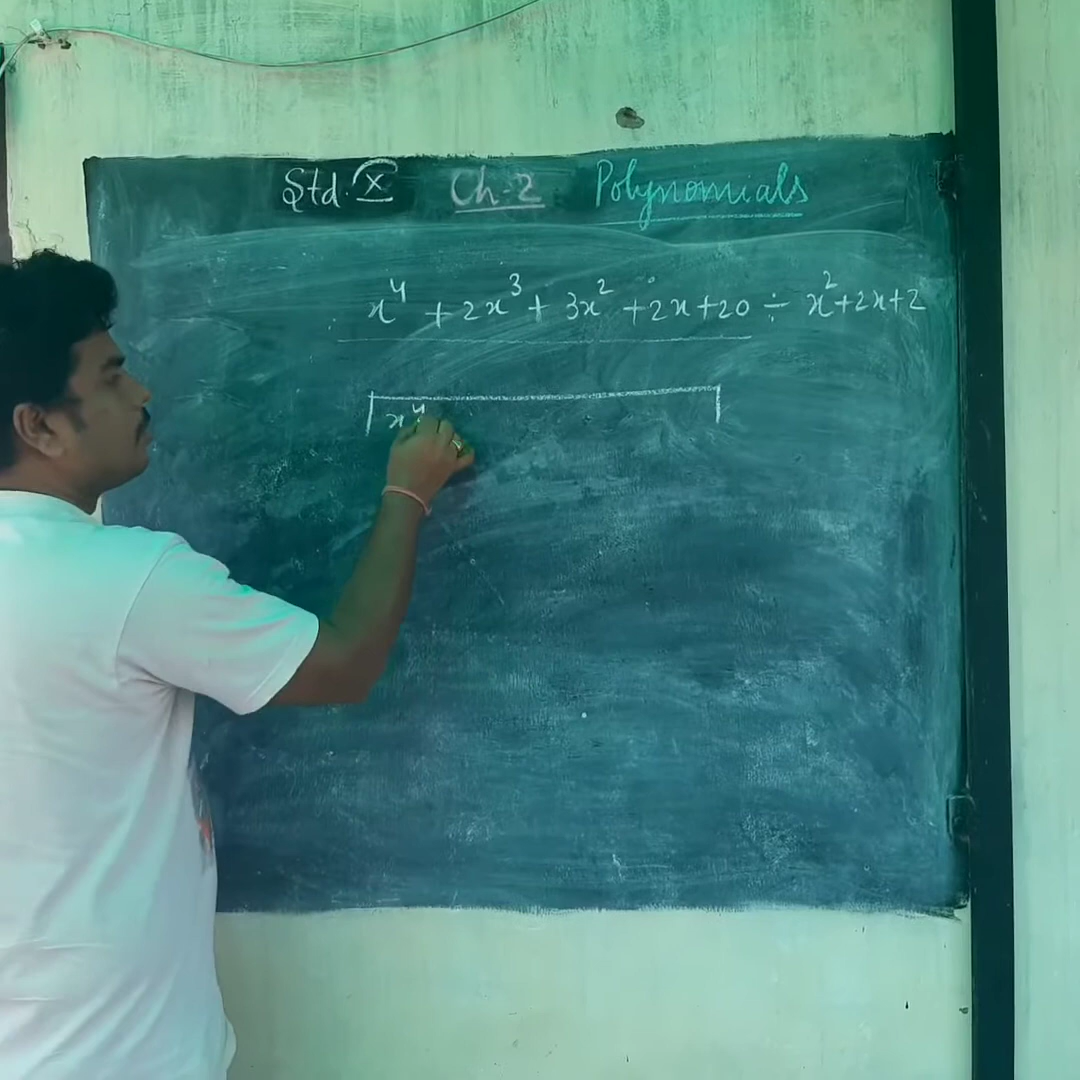 Std. X Ch-2 Polynomials
x⁴ + 2x³ + 3x² + 2x + 20 ÷ x² + 2x + 2
x⁴